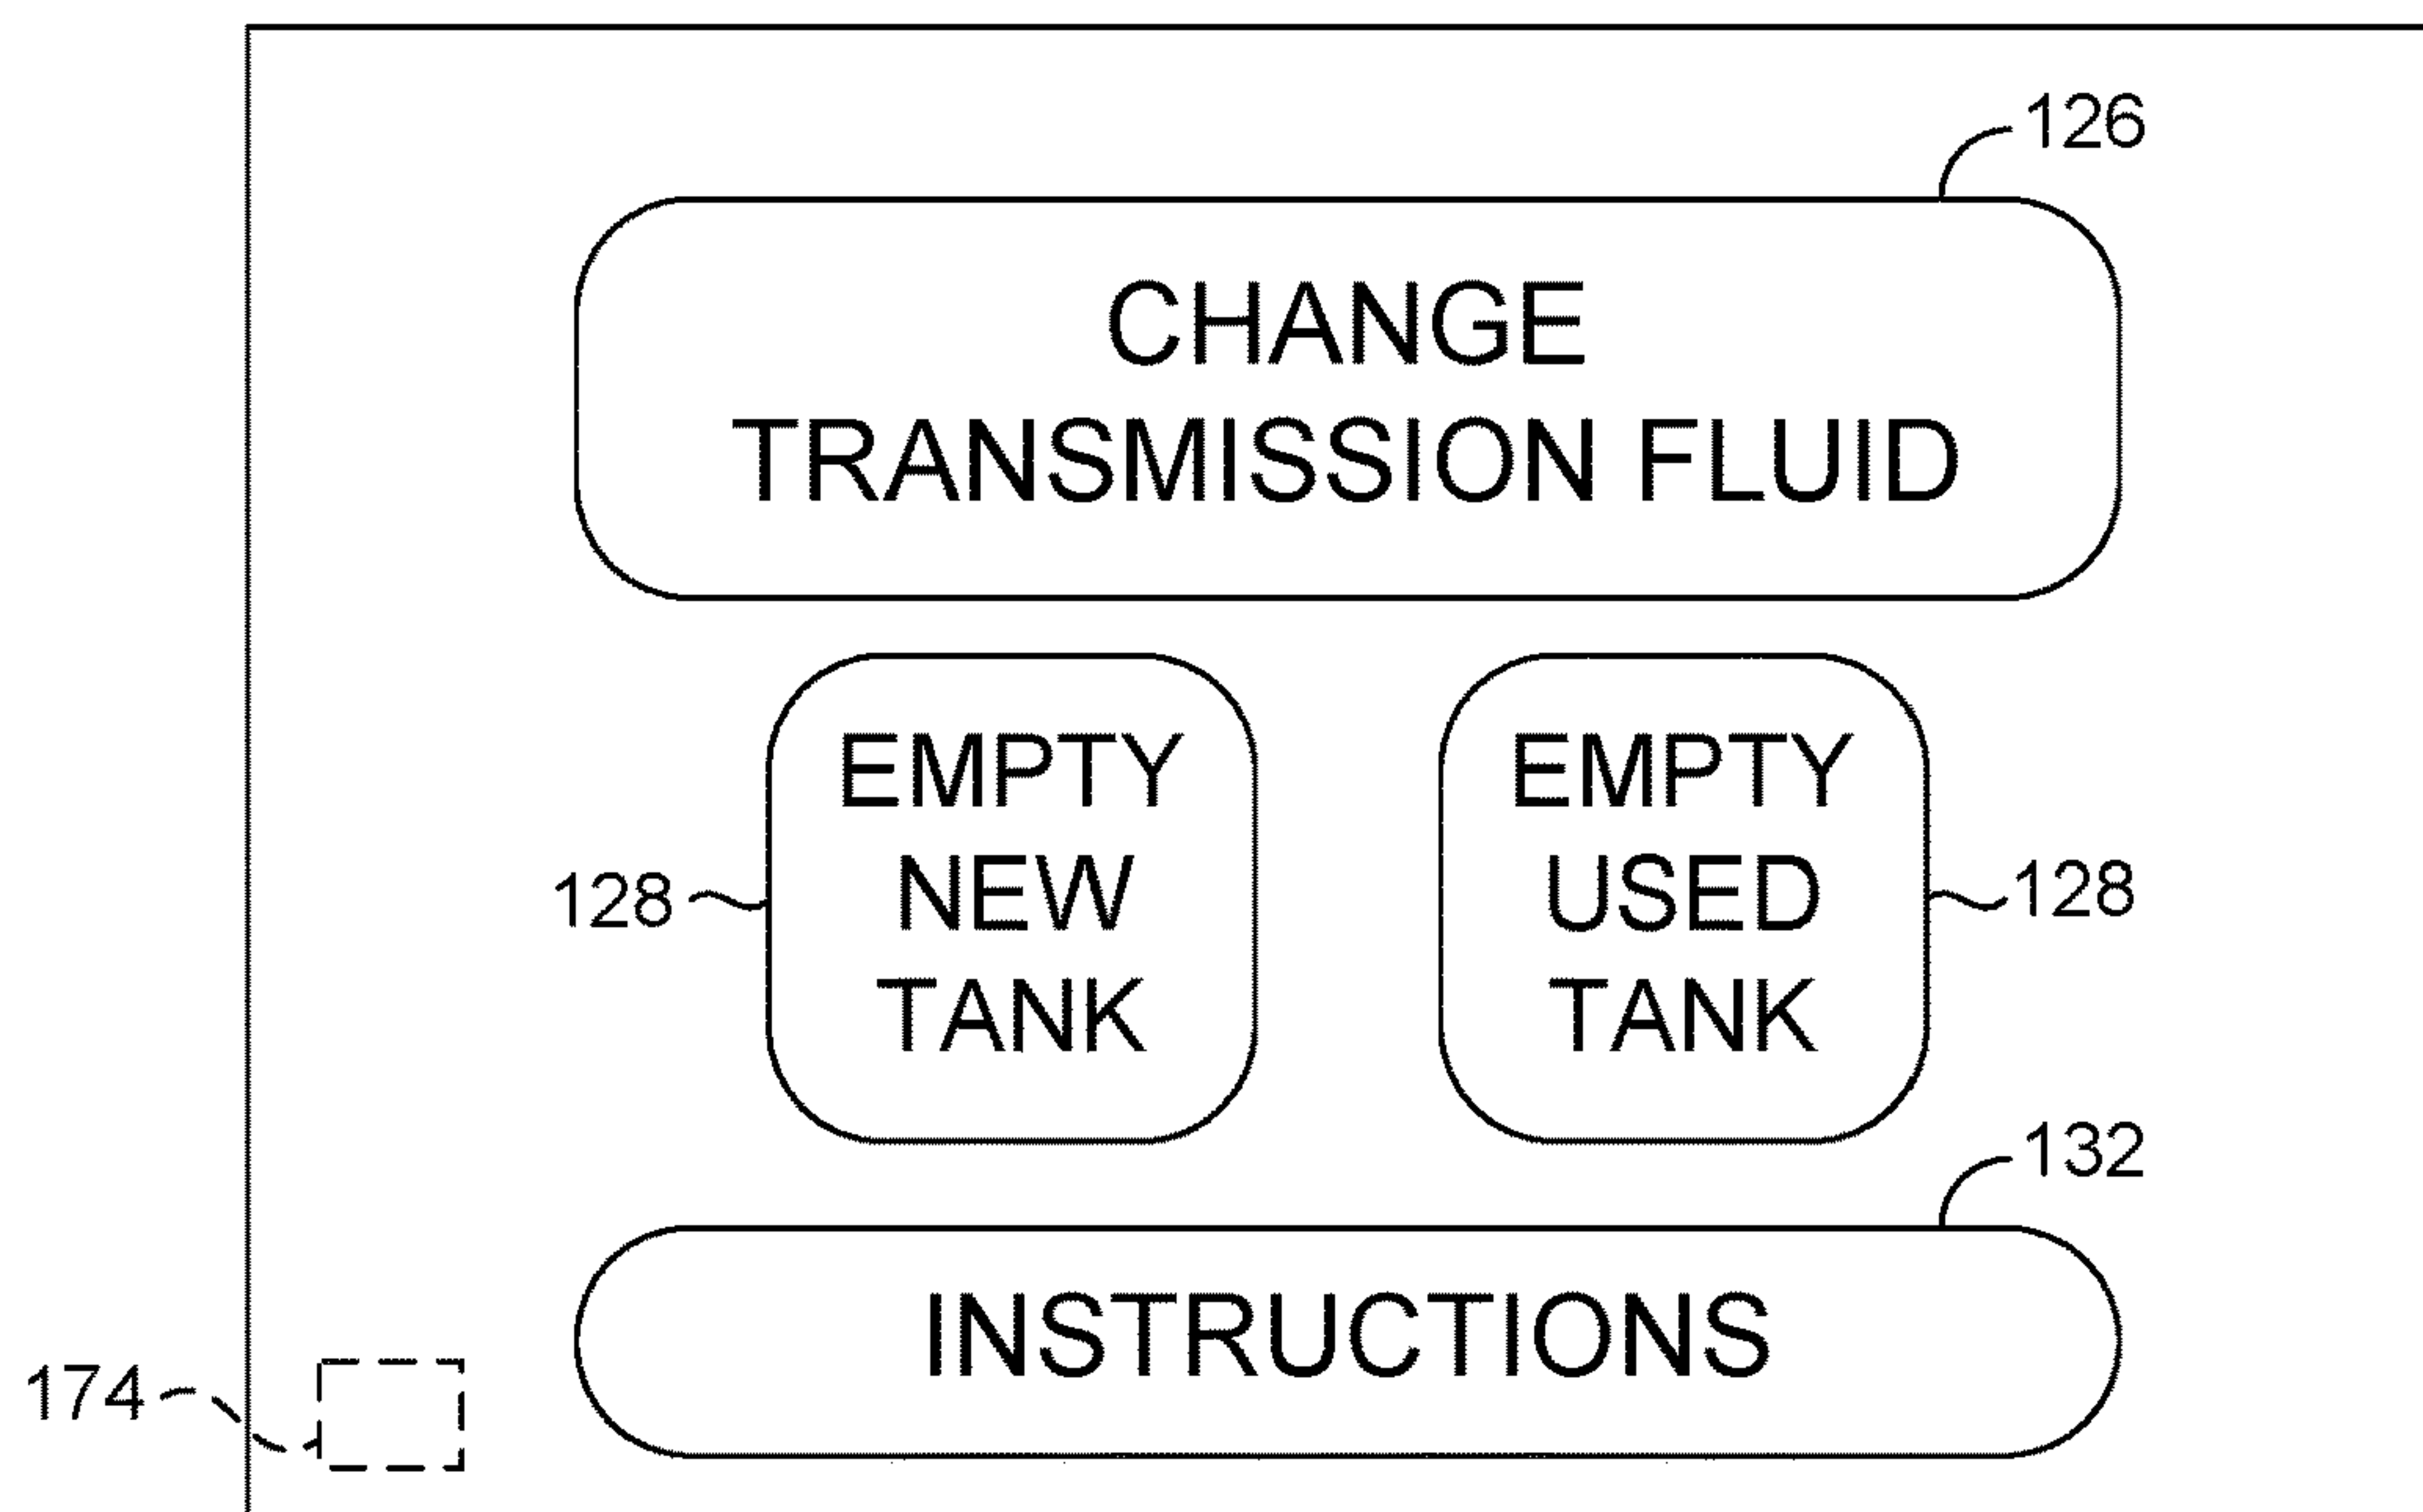 126
CHANGE
TRANSMISSION FLUID
EMPTY
NEW
TANK
EMPTY
USED
TANK
128
128
132
INSTRUCTIONS
174